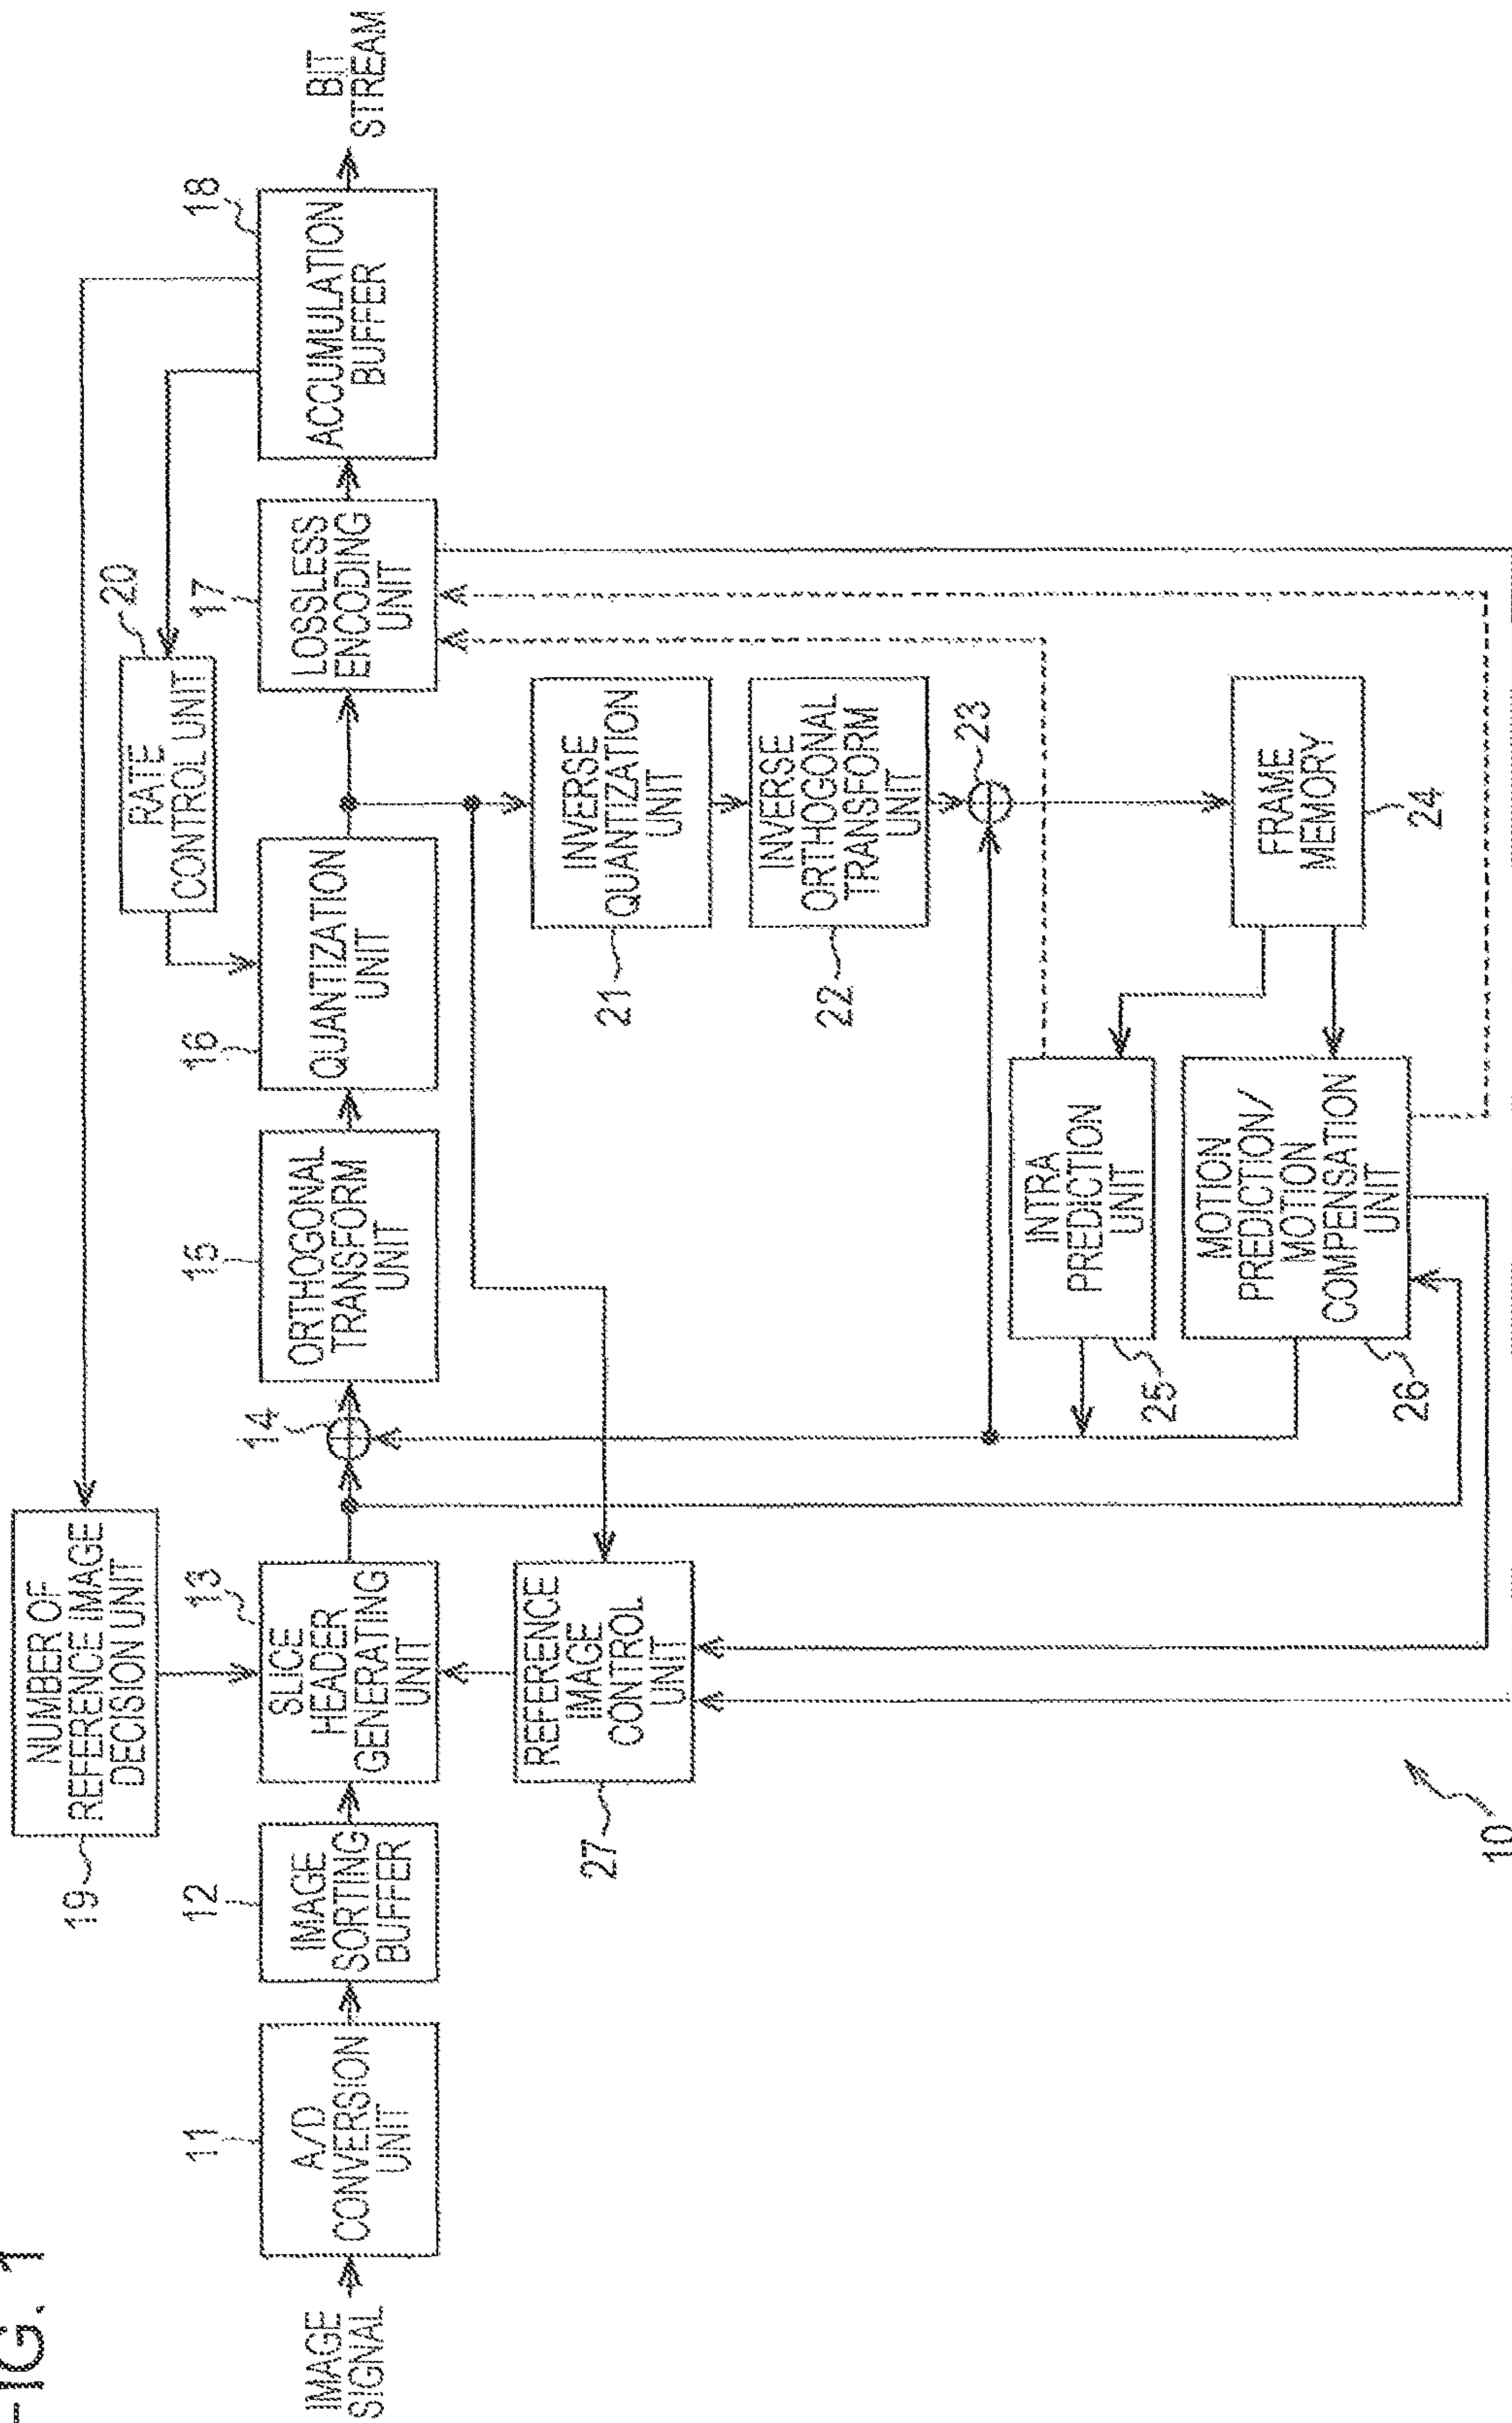 FIG. 1
19
NUMBER OF
REFERENCE IMAGE
DECISION UNIT
20
RATE
CONTROL UNIT
IMAGE
SIGNAL
11
A/D
CONVERSION
UNIT
12
IMAGE
SORTING
BUFFER
13
SLICE
HEADER
GENERATING
UNIT
14
15
ORTHOGONAL
TRANSFORM
UNIT
16
QUANTIZATION
UNIT
17
LOSSLESS
ENCODING
UNIT
18
ACCUMULATION
BUFFER
BIT
STREAM
27
REFERENCE
IMAGE
CONTROL
UNIT
21
INVERSE
QUANTIZATION
UNIT
22
INVERSE
ORTHOGONAL
TRANSFORM
UNIT
23
25
INTRA
PREDICTION
UNIT
26
MOTION
PREDICTION/
MOTION
COMPENSATION
UNIT
FRAME
MEMORY
24
10